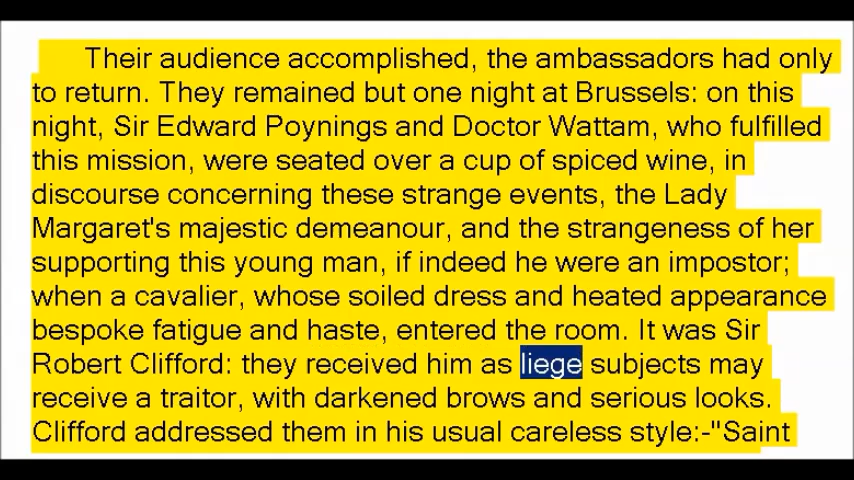 Their audience accomplished, the ambassadors had only
to return. They remained but one night at Brussels: on this
night, Sir Edward Poynings and Doctor Wattam, who fulfilled
this mission, were seated over a cup of spiced wine, in
discourse concerning these strange events, the Lady
Margaret's majestic demeanour, and the strangeness of her
supporting this young man, if indeed he were an impostor;
when a cavalier, whose soiled dress and heated appearance
bespoke fatigue and haste, entered the room. It was Sir
Robert Clifford: they received him as liege subjects may
receive a traitor, with darkened brows and serious looks.
Clifford addressed them in his usual careless style:-"Saint